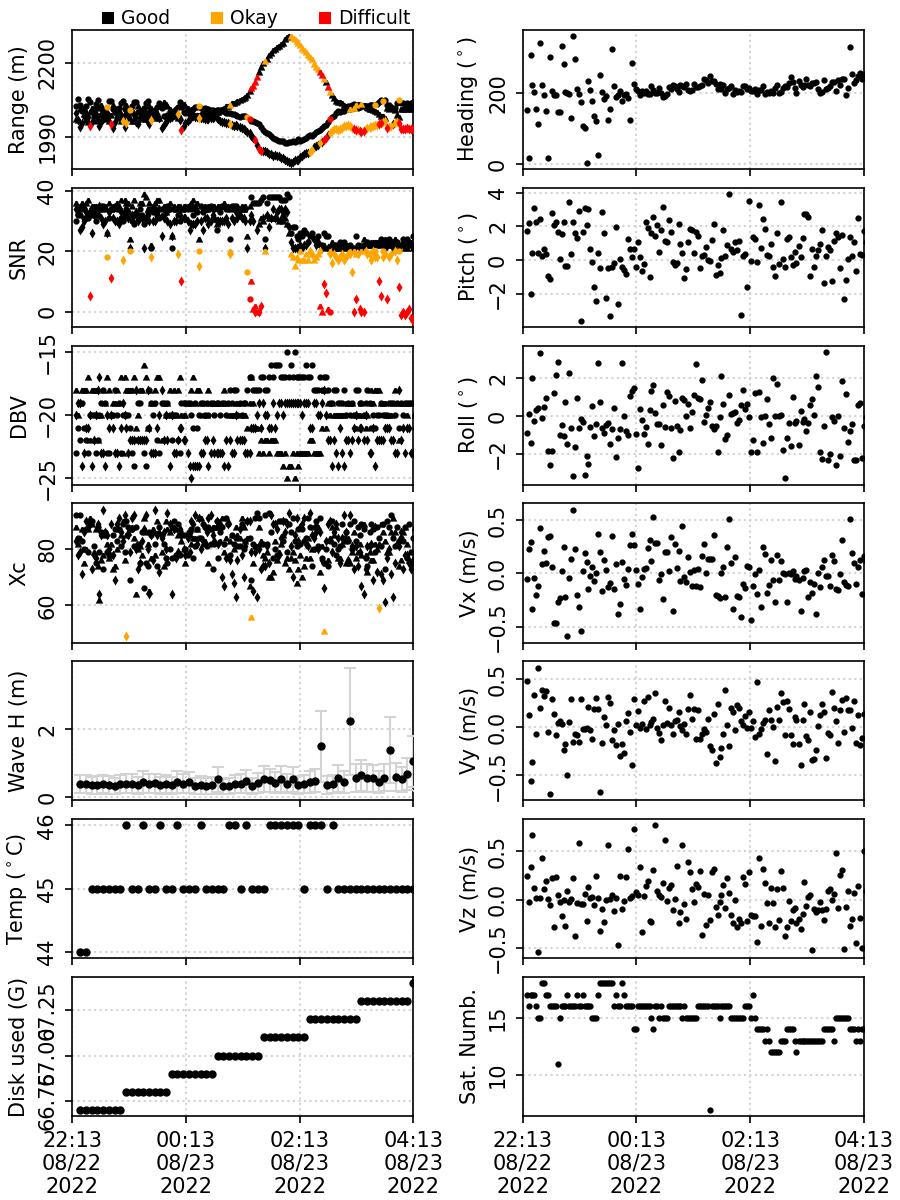 Good Okay Difficult
Range (m)
2200
1990
Heading (°)
200
0
SNR
40
20
0
Pitch (°)
4
2
0
−2
DBV
−15
−20
−25
Roll (°)
2
0
−2
Xc
80
60
Vx (m/s)
0.5
0.0
−0.5
Wave H (m)
2
0
Vy (m/s)
0.5
0.0
−0.5
Temp (°C)
46
45
44
Vz (m/s)
0.5
0.0
−0.5
Disk used (G)
67.25
67.00
66.75
Sat. Numb.
15
10
22:13 00:13 02:13 04:13
08/22 08/23 08/23 08/23
2022 2022 2022 2022
22:13 00:13 02:13 04:13
08/22 08/23 08/23 08/23
2022 2022 2022 2022